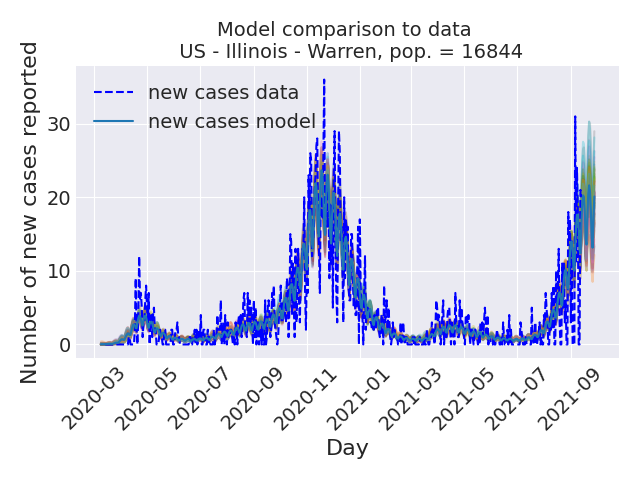 Model comparison to data
US - Illinois - Warren, pop. = 16844
new cases data
new cases model
Number of new cases reported
30
20
10
0
2020-03
2020-05
2020-07
2020-09
2020-11
2021-01
2021-03
2021-05
2021-07
2021-09
Day